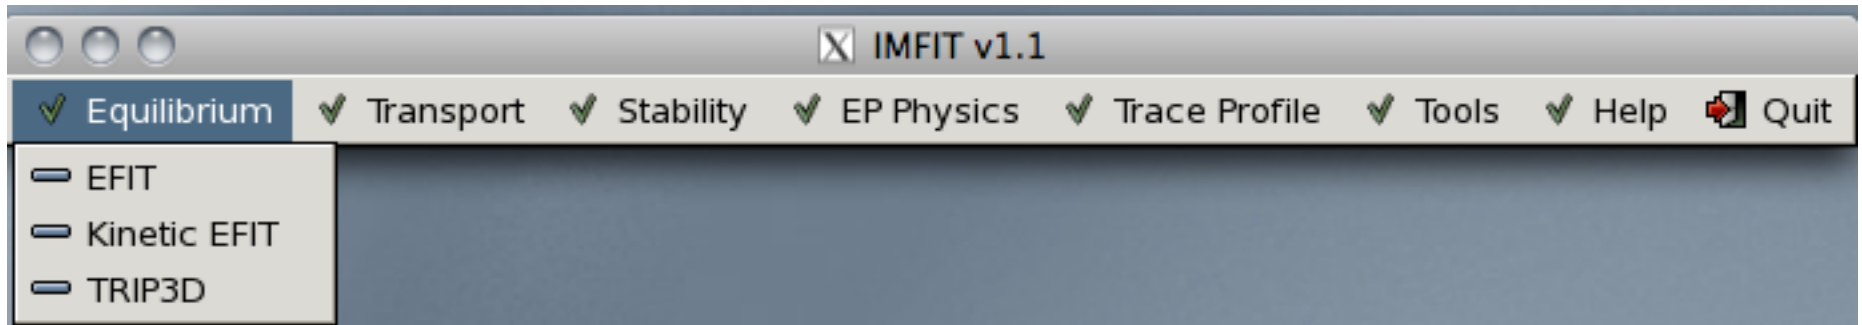 IMFIT v1.1
Equilibrium Transport Stability EP Physics Trace Profile Tools Help Quit
EFIT
Kinetic EFIT
TRIP3D